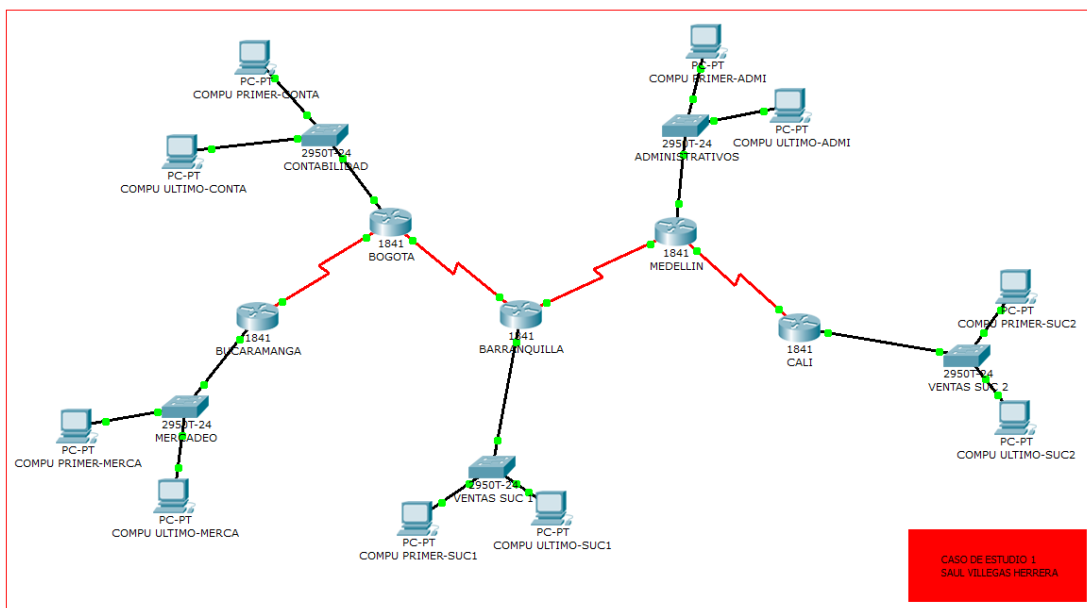 PC-PT
COMPU PRIMER-CONTA
PC-PT
COMPU ULTIMO-CONTA
2950T-24
CONTABILIDAD
1841
BOGOTA
PC-PT
COMPU PRIMER-ADMI
PC-PT
COMPU ULTIMO-ADMI
2950T-24
ADMINISTRATIVOS
1841
MEDELLIN
1841
BUCARAMANGA
1841
BARRANQUILLA
1841
CALI
PC-PT
COMPU PRIMER-SUC2
2950T-24
VENTAS SUC 2
PC-PT
COMPU ULTIMO-SUC2
2950T-24
MERCADEO
PC-PT
COMPU PRIMER-MERCA
PC-PT
COMPU ULTIMO-MERCA
2950T-24
VENTAS SUC 1
PC-PT
COMPU PRIMER-SUC1
PC-PT
COMPU ULTIMO-SUC1
CASO DE ESTUDIO 1
SAUL VILLEGAS HERRERA